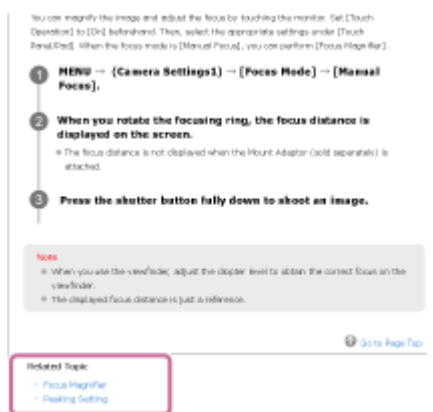 You can magnify the image and adjust the focus by touching the monitor. Set [Touch
Operation] to [On] beforehand. Then, select the appropriate settings under [Touch
Panel/Pad]. When the focus mode is [Manual Focus], you can perform [Focus Magnifier].
1 MENU → (Camera Settings1) → [Focus Mode] → [Manual
Focus].
2 When you rotate the focusing ring, the focus distance is
displayed on the screen.
The focus distance is not displayed when the Mount Adaptor (sold separately) is
attached.
3 Press the shutter button fully down to shoot an image.
Note
When you use the viewfinder, adjust the diopter level to obtain the correct focus on the
viewfinder.
The displayed focus distance is just a reference.
Go to Page Top
Related Topic
Focus Magnifier
Peaking Setting